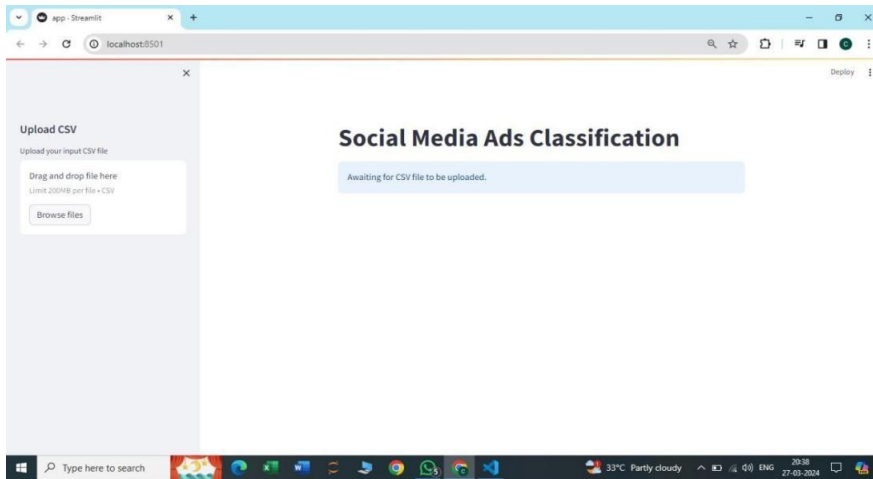 app · Streamlit
localhost:8501
Deploy
Upload CSV
Upload your input CSV file
Drag and drop file here
Limit 200MB per file • CSV
Browse files
Social Media Ads Classification
Awaiting for CSV file to be uploaded.
Type here to search
33°C Partly cloudy
ENG
20:38
27-03-2024